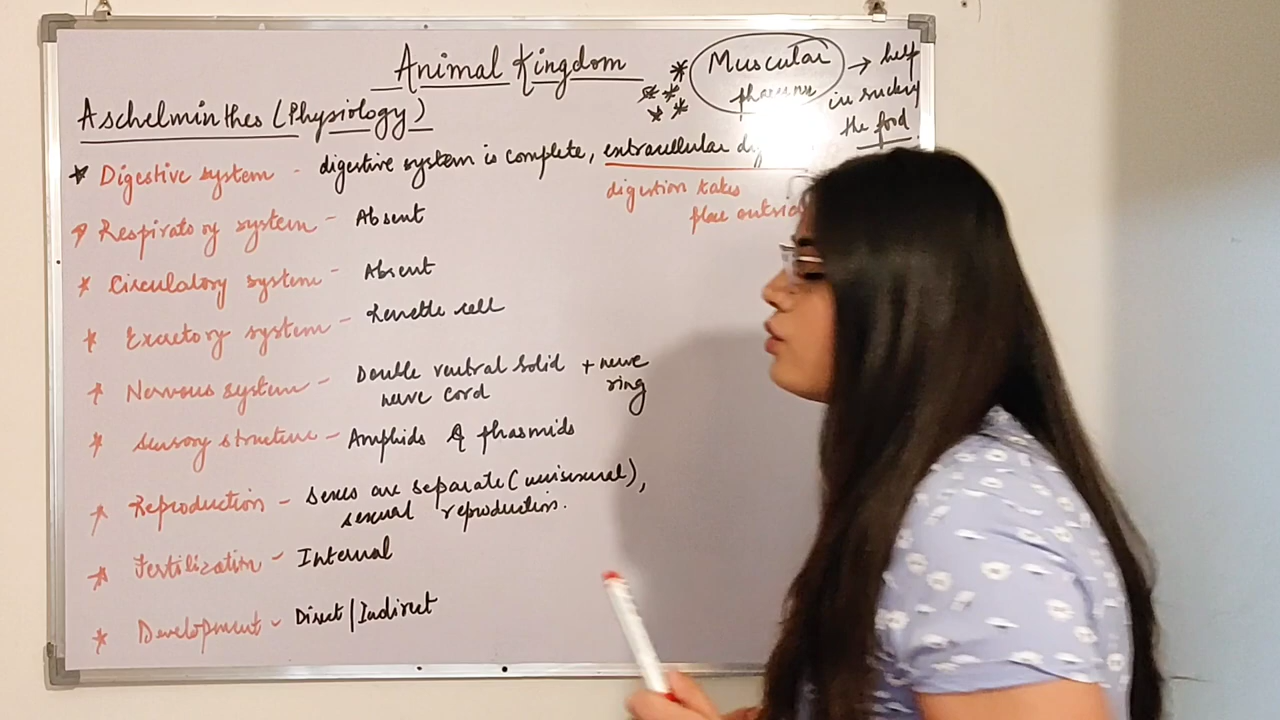 Animal Kingdom
Muscular → help
pharynx in sucking
the food
Aschelminthes (Physiology)
* Digestive system - digestive system is complete, extracellular
digestion takes
place outside
* Respiratory system - Absent
* Circulatory system - Absent
* Excretory system - Renette cell
* Nervous system - Double ventral solid + nerve
nerve cord ring
* Sensory structure - Amphids & phasmids
* Reproduction - Sexes are separate (unisexual),
sexual reproduction.
* Fertilization - Internal
* Development - Direct/Indirect